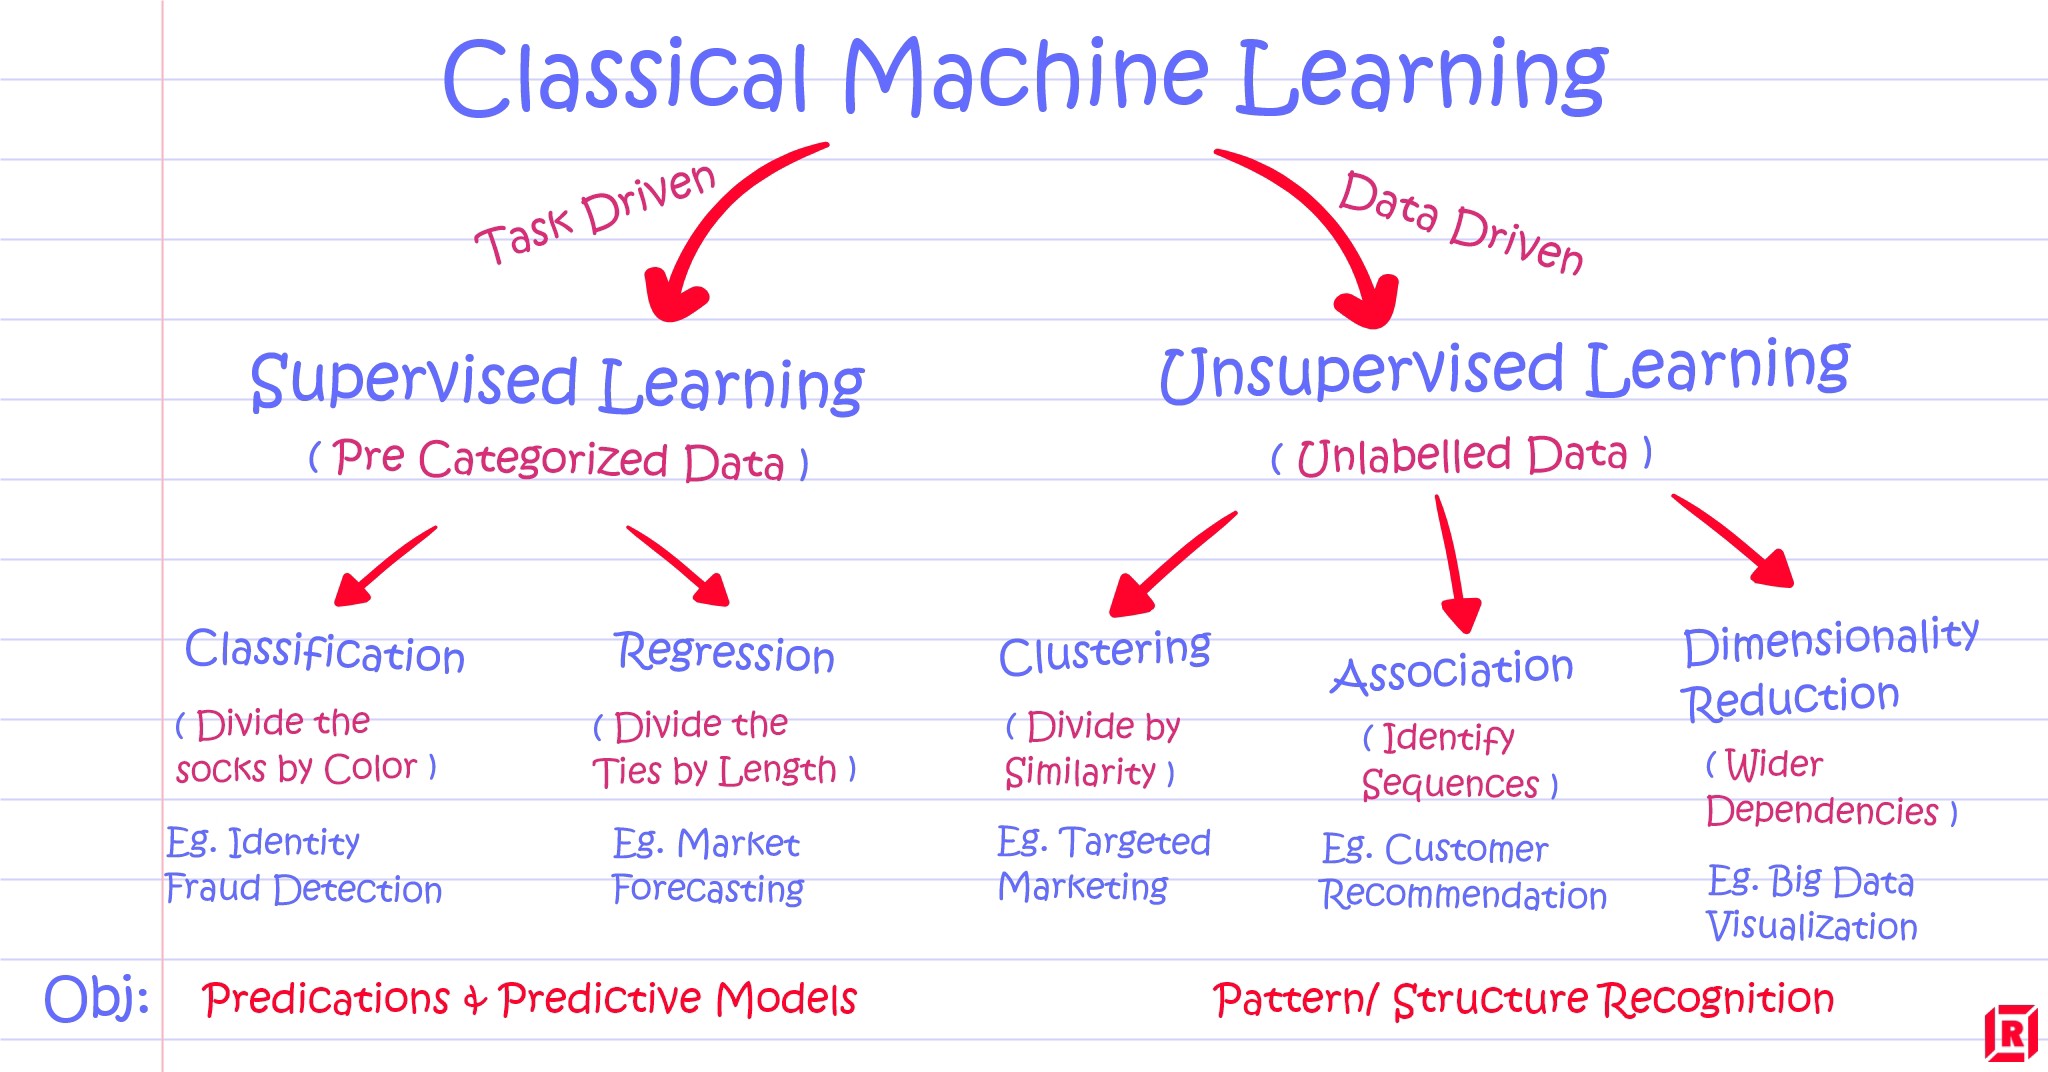 Classical Machine Learning
Task Driven
Data Driven
Supervised Learning
( Pre Categorized Data )
Unsupervised Learning
( Unlabelled Data )
Classification
( Divide the
socks by Color )
Eg. Identity
Fraud Detection
Regression
( Divide the
Ties by Length )
Eg. Market
Forecasting
Clustering
( Divide by
Similarity )
Eg. Targeted
Marketing
Association
( Identify
Sequences )
Eg. Customer
Recommendation
Dimensionality
Reduction
( Wider
Dependencies )
Eg. Big Data
Visualization
Obj:
Predications & Predictive Models
Pattern/ Structure Recognition
R